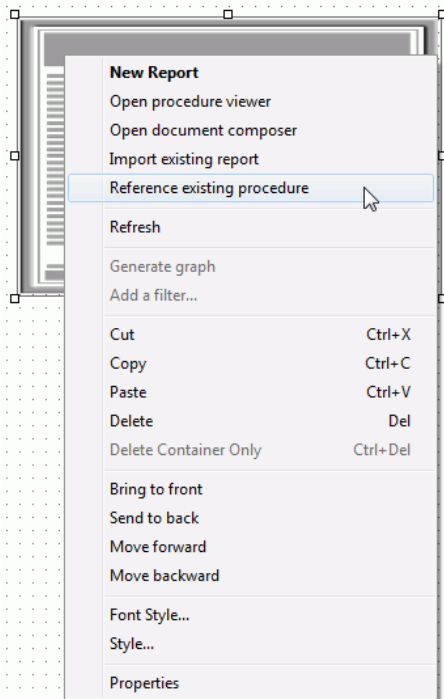 New Report
Open procedure viewer
Open document composer
Import existing report
Reference existing procedure
Refresh
Generate graph
Add a filter...
Cut Ctrl+X
Copy Ctrl+C
Paste Ctrl+V
Delete Del
Delete Container Only Ctrl+Del
Bring to front
Send to back
Move forward
Move backward
Font Style...
Style...
Properties